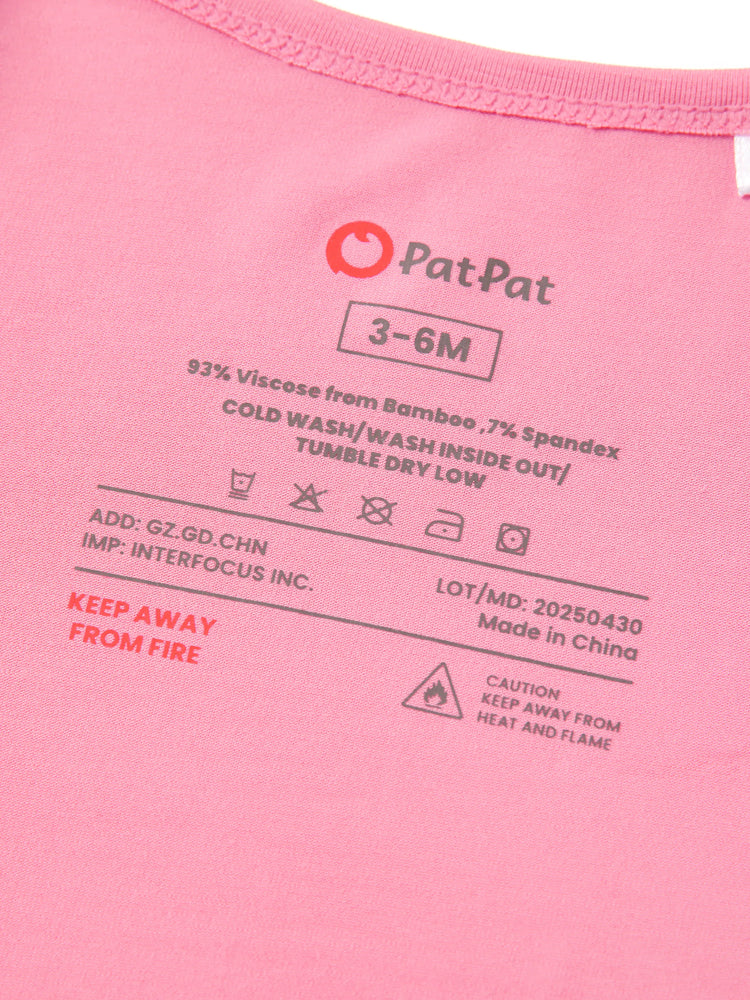 PatPat
3-6M
93% Viscose from Bamboo ,7% Spandex
COLD WASH/WASH INSIDE OUT/
TUMBLE DRY LOW
ADD: GZ.GD.CHN
IMP: INTERFOCUS INC.
LOT/MD: 20250430
Made in China
KEEP AWAY
FROM FIRE
CAUTION
KEEP AWAY FROM
HEAT AND FLAME